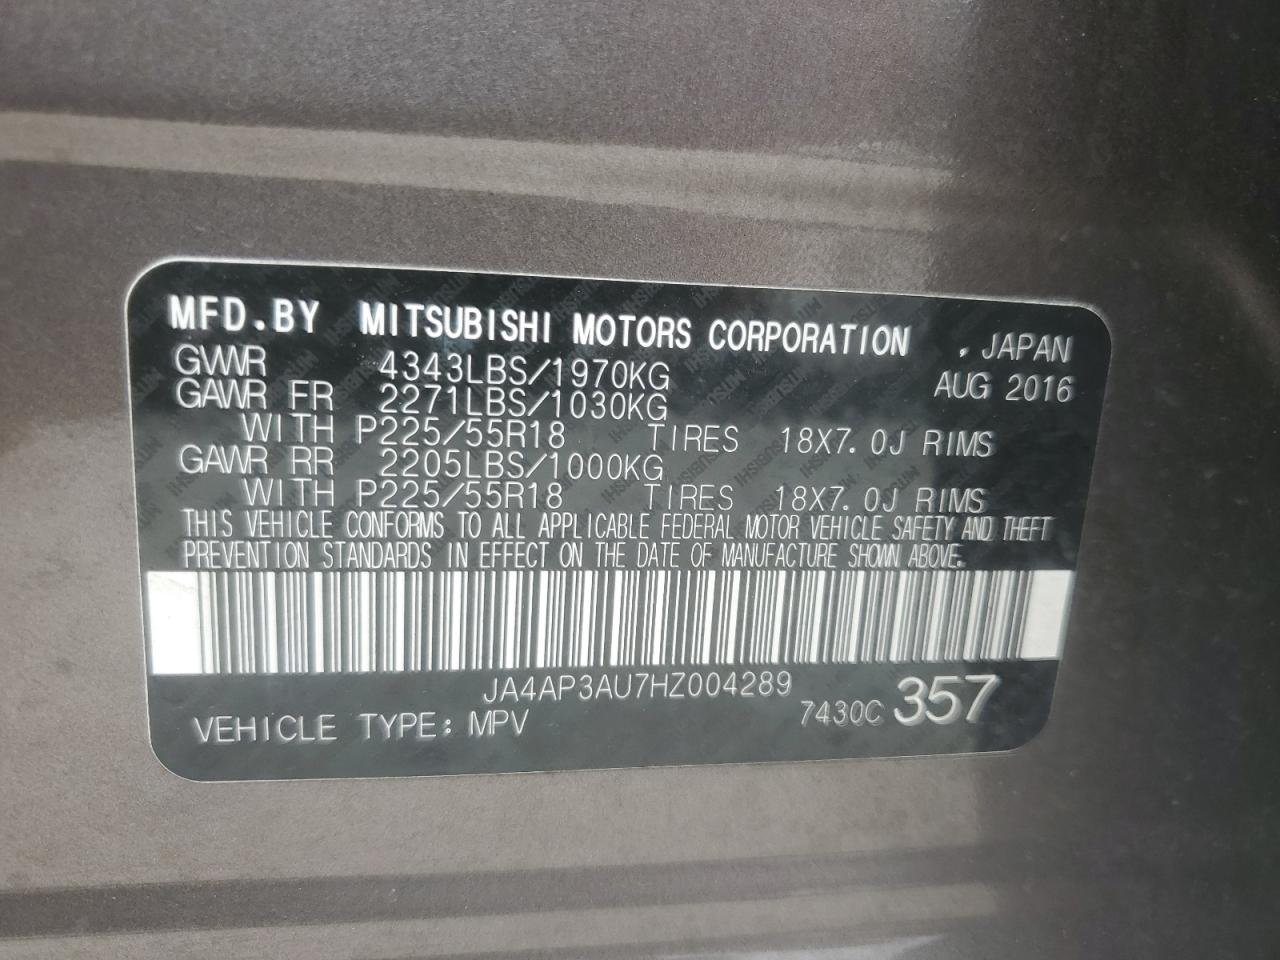 MFD.BY MITSUBISHI MOTORS CORPORATION , JAPAN
GVWR 4343LBS/1970KG AUG 2016
GAWR FR 2271LBS/1030KG
WITH P225/55R18 TIRES 18X7.0J RIMS
GAWR RR 2205LBS/1000KG
WITH P225/55R18 TIRES 18X7.0J RIMS
THIS VEHICLE CONFORMS TO ALL APPLICABLE FEDERAL MOTOR VEHICLE SAFETY AND THEFT
PREVENTION STANDARDS IN EFFECT ON THE DATE OF MANUFACTURE SHOWN ABOVE.
JA4AP3AU7HZ004289
VEHICLE TYPE: MPV 7430C 357